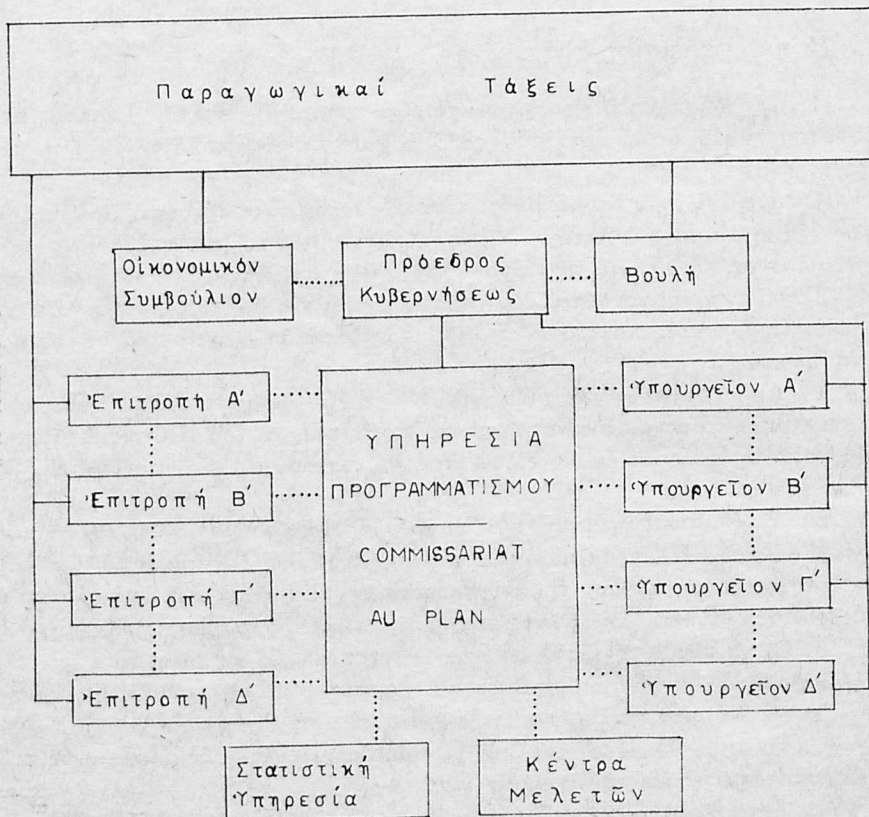 Παραγωγικαί Τάξεις
Οἰκονομικόν
Συμβούλιον
Πρόεδρος
Κυβερνήσεως
Βουλή
Ἐπιτροπή Α′
ΥΠΗΡΕΣΙΑ
ΠΡΟΓΡΑΜΜΑΤΙΣΜΟΥ
COMMISSARIAT
AU PLAN
Ὑπουργεῖον Α′
Ἐπιτροπή Β′
Ὑπουργεῖον Β′
Ἐπιτροπή Γ′
Ὑπουργεῖον Γ′
Ἐπιτροπή Δ′
Ὑπουργεῖον Δ′
Στατιστική
Ὑπηρεσία
Κέντρα
Μελετῶν